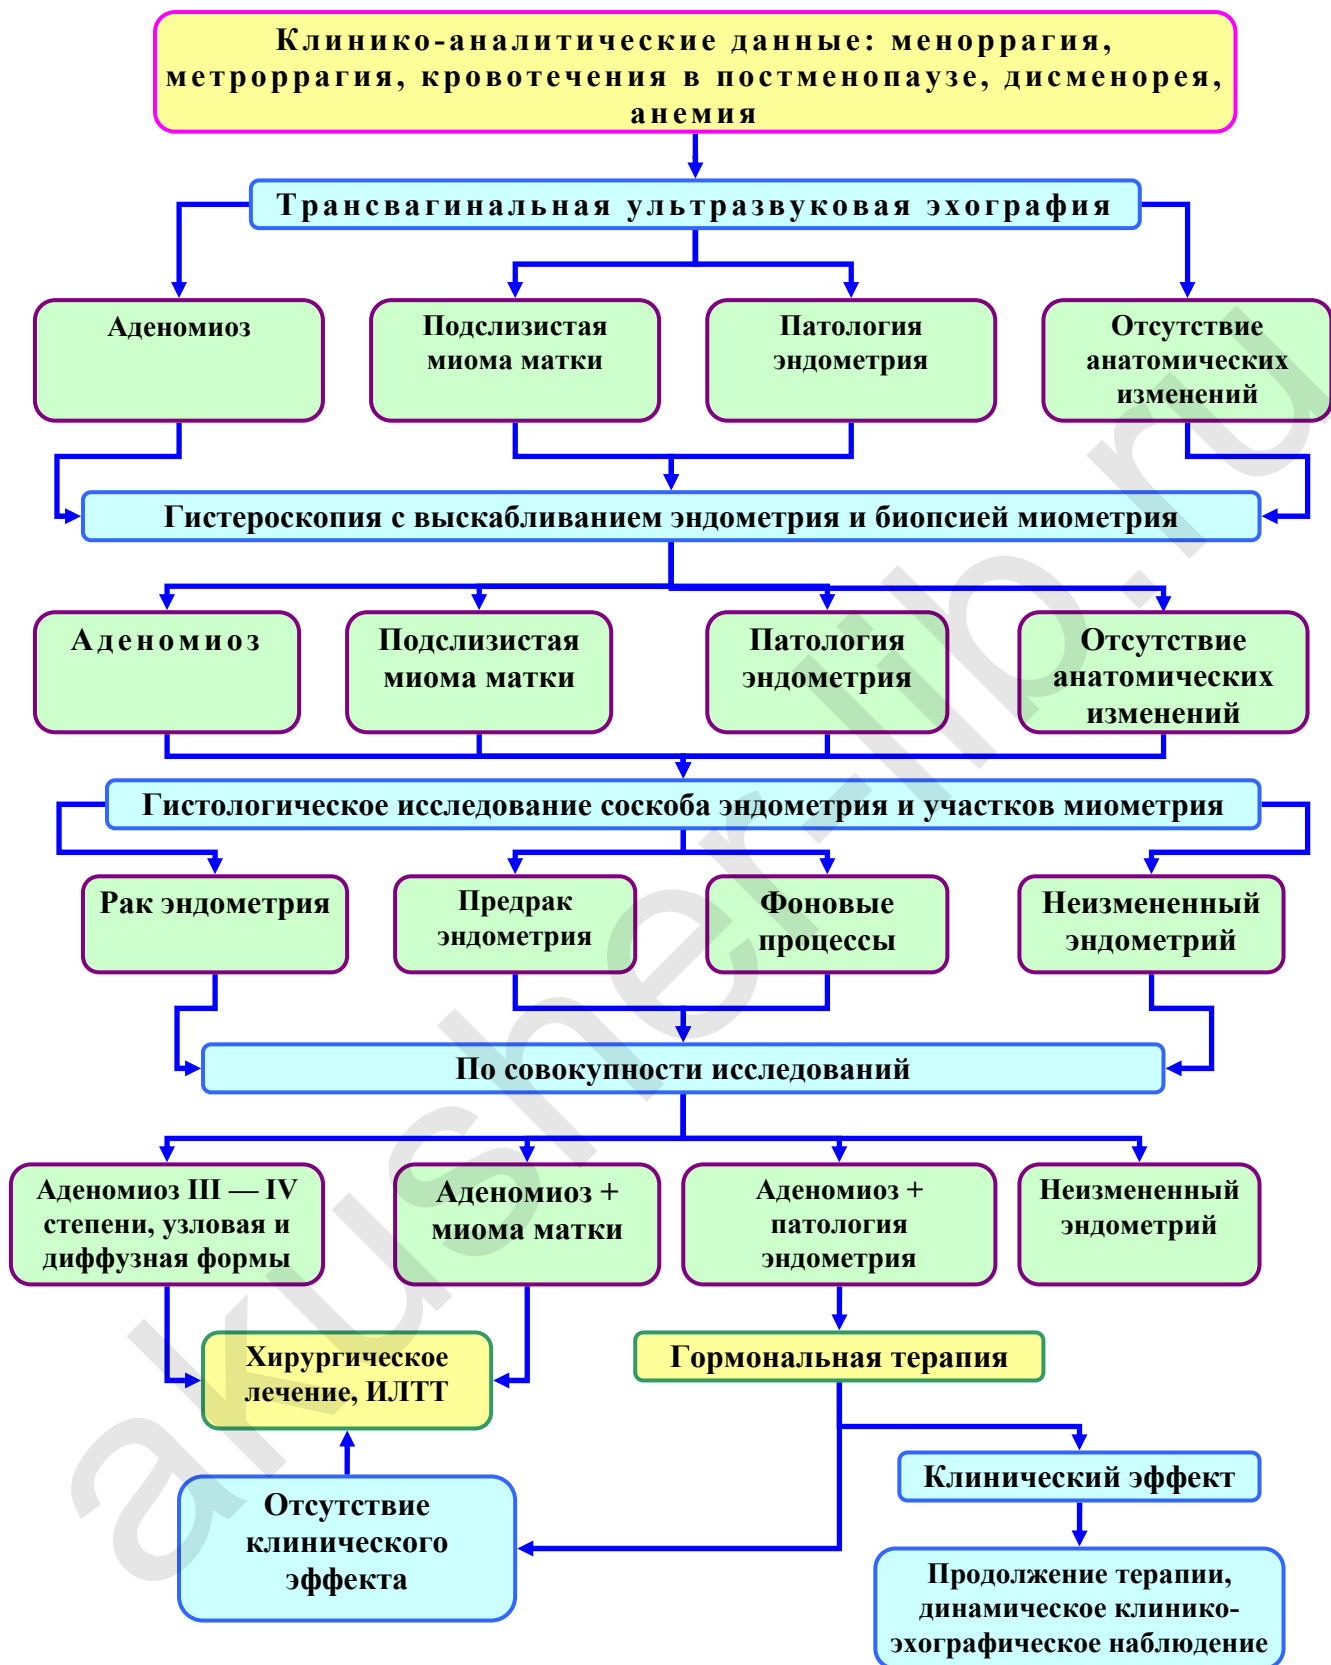 Клинико-аналитические данные: меноррагия,
метроррагия, кровотечения в постменопаузе, дисменорея,
анемия
Трансвагинальная ультразвуковая эхография
Аденомиоз
Подслизистая
миома матки
Патология
эндометрия
Отсутствие
анатомических
изменений
Гистероскопия с выскабливанием эндометрия и биопсией миометрия
Аденомиоз
Подслизистая
миома матки
Патология
эндометрия
Отсутствие
анатомических
изменений
Гистологическое исследование соскоба эндометрия и участков миометрия
Рак эндометрия
Предрак
эндометрия
Фоновые
процессы
Неизмененный
эндометрий
По совокупности исследований
Аденомиоз III — IV
степени, узловая и
диффузная формы
Аденомиоз +
миома матки
Аденомиоз +
патология
эндометрия
Неизмененный
эндометрий
Хирургическое
лечение, ИЛТТ
Гормональная терапия
Клинический эффект
Отсутствие
клинического
эффекта
Продолжение терапии,
динамическое клинико-
эхографическое наблюдение
akusher-lib.ru